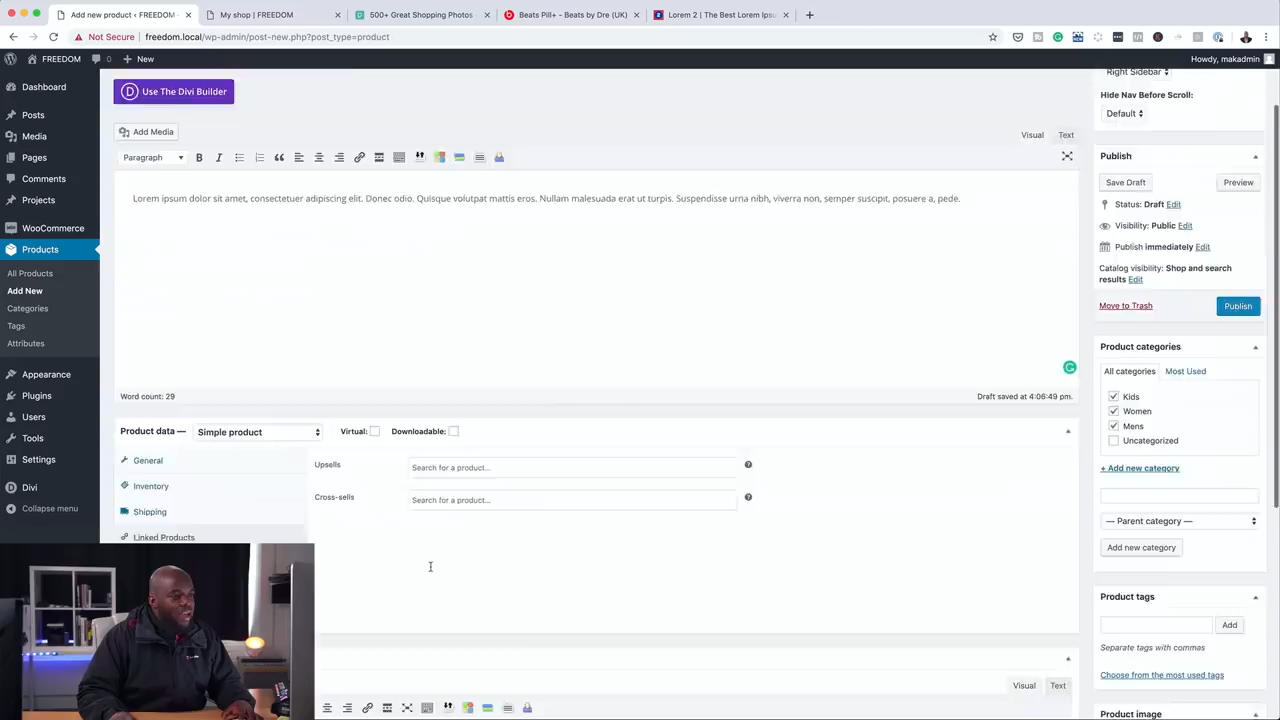 Add new product ‹ FREEDOM -
My shop | FREEDOM
500+ Great Shopping Photos
Beats Pill+ - Beats by Dre (UK)
Lorem 2 | The Best Lorem Ipsu
Not Secure
freedom.local/wp-admin/post-new.php?post_type=product
FREEDOM
0
New
Howdy, makadmin
Dashboard
Posts
Media
Pages
Comments
Projects
WooCommerce
Products
All Products
Add New
Categories
Tags
Attributes
Appearance
Plugins
Users
Tools
Settings
Divi
Collapse menu
Use The Divi Builder
Add Media
Visual
Text
Paragraph
Lorem ipsum dolor sit amet, consectetuer adipiscing elit. Donec odio. Quisque volutpat mattis eros. Nullam malesuada erat ut turpis. Suspendisse urna nibh, viverra non, semper suscipit, posuere a, pede.
Word count: 29
Draft saved at 4:06:49 pm.
Product data —
Simple product
Virtual:
Downloadable:
General
Inventory
Shipping
Linked Products
Upsells
Search for a product...
Cross-sells
Search for a product...
Visual
Text
Right Sidebar
Hide Nav Before Scroll:
Default
Publish
Save Draft
Preview
Status: Draft Edit
Visibility: Public Edit
Publish immediately Edit
Catalog visibility: Shop and search
results Edit
Move to Trash
Publish
Product categories
All categories
Most Used
Kids
Women
Mens
Uncategorized
+ Add new category
— Parent category —
Add new category
Product tags
Add
Separate tags with commas
Choose from the most used tags
Product image